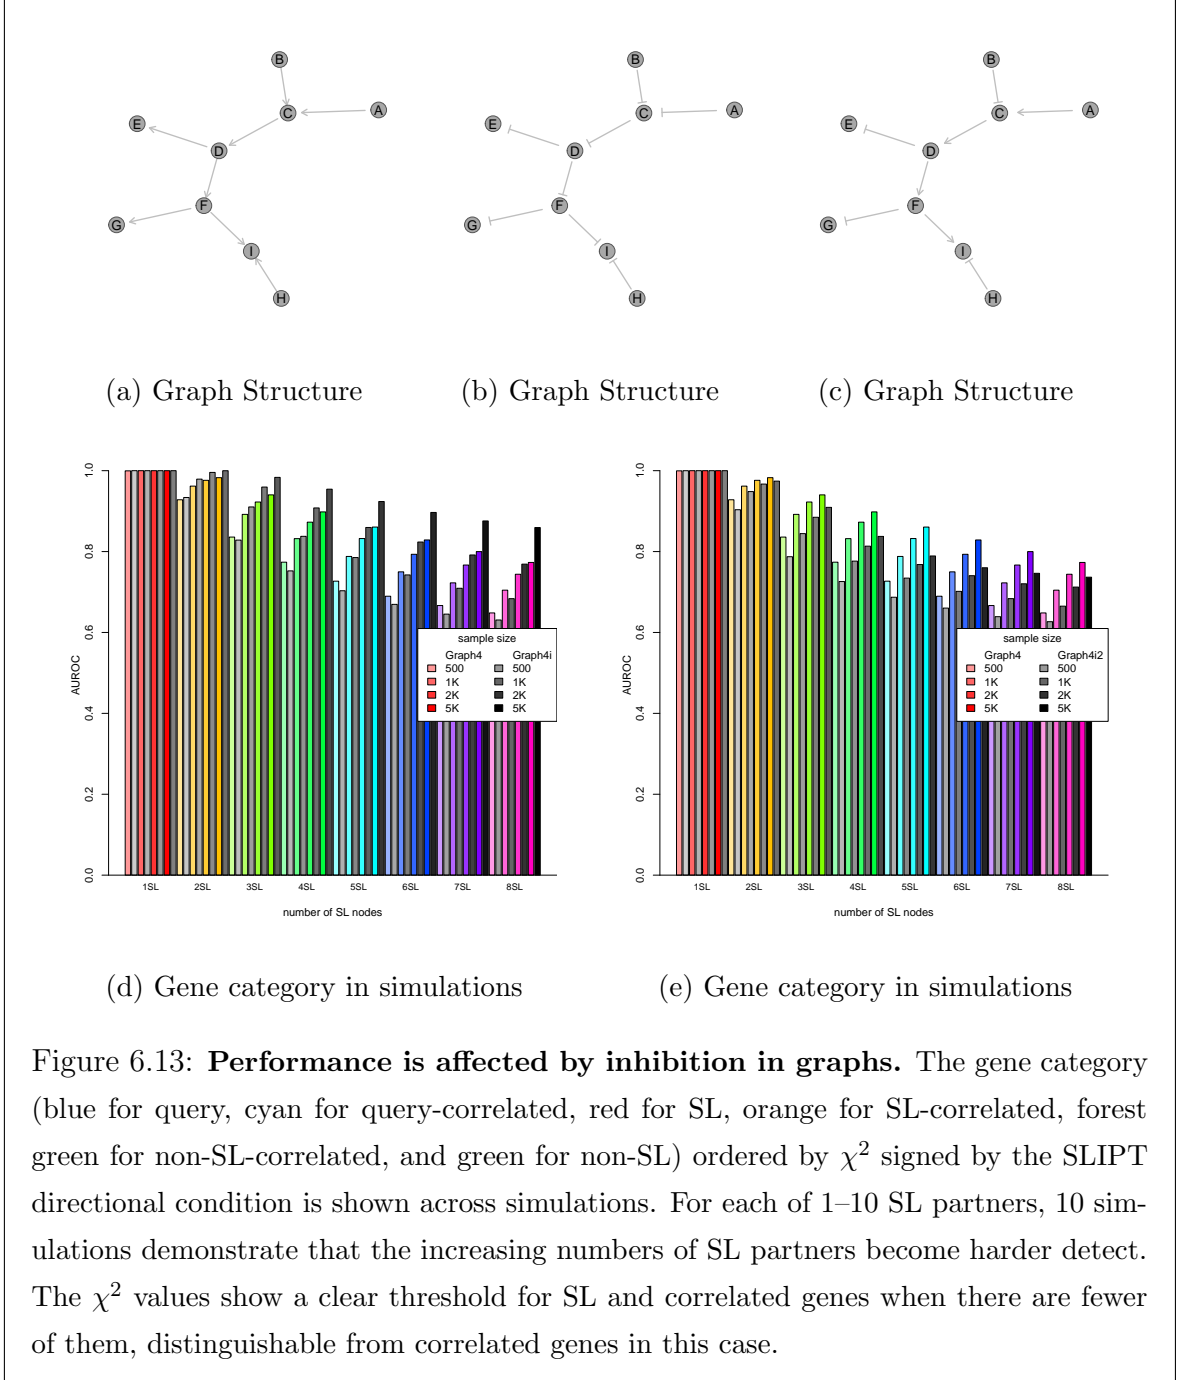 B
C
A
E
D
F
G
I
H
B
C
A
E
D
F
G
I
H
B
C
A
E
D
F
G
I
H
(a) Graph Structure
(b) Graph Structure
(c) Graph Structure
AUROC
0.0
0.2
0.4
0.6
0.8
1.0
sample size
Graph4 Graph4i
500 500
1K 1K
2K 2K
5K 5K
1SL 2SL 3SL 4SL 5SL 6SL 7SL 8SL
number of SL nodes
AUROC
0.0
0.2
0.4
0.6
0.8
1.0
sample size
Graph4 Graph4i2
500 500
1K 1K
2K 2K
5K 5K
1SL 2SL 3SL 4SL 5SL 6SL 7SL 8SL
number of SL nodes
(d) Gene category in simulations
(e) Gene category in simulations
Figure 6.13: Performance is affected by inhibition in graphs. The gene category
(blue for query, cyan for query-correlated, red for SL, orange for SL-correlated, forest
green for non-SL-correlated, and green for non-SL) ordered by χ² signed by the SLIPT
directional condition is shown across simulations. For each of 1–10 SL partners, 10 sim-
ulations demonstrate that the increasing numbers of SL partners become harder detect.
The χ² values show a clear threshold for SL and correlated genes when there are fewer
of them, distinguishable from correlated genes in this case.